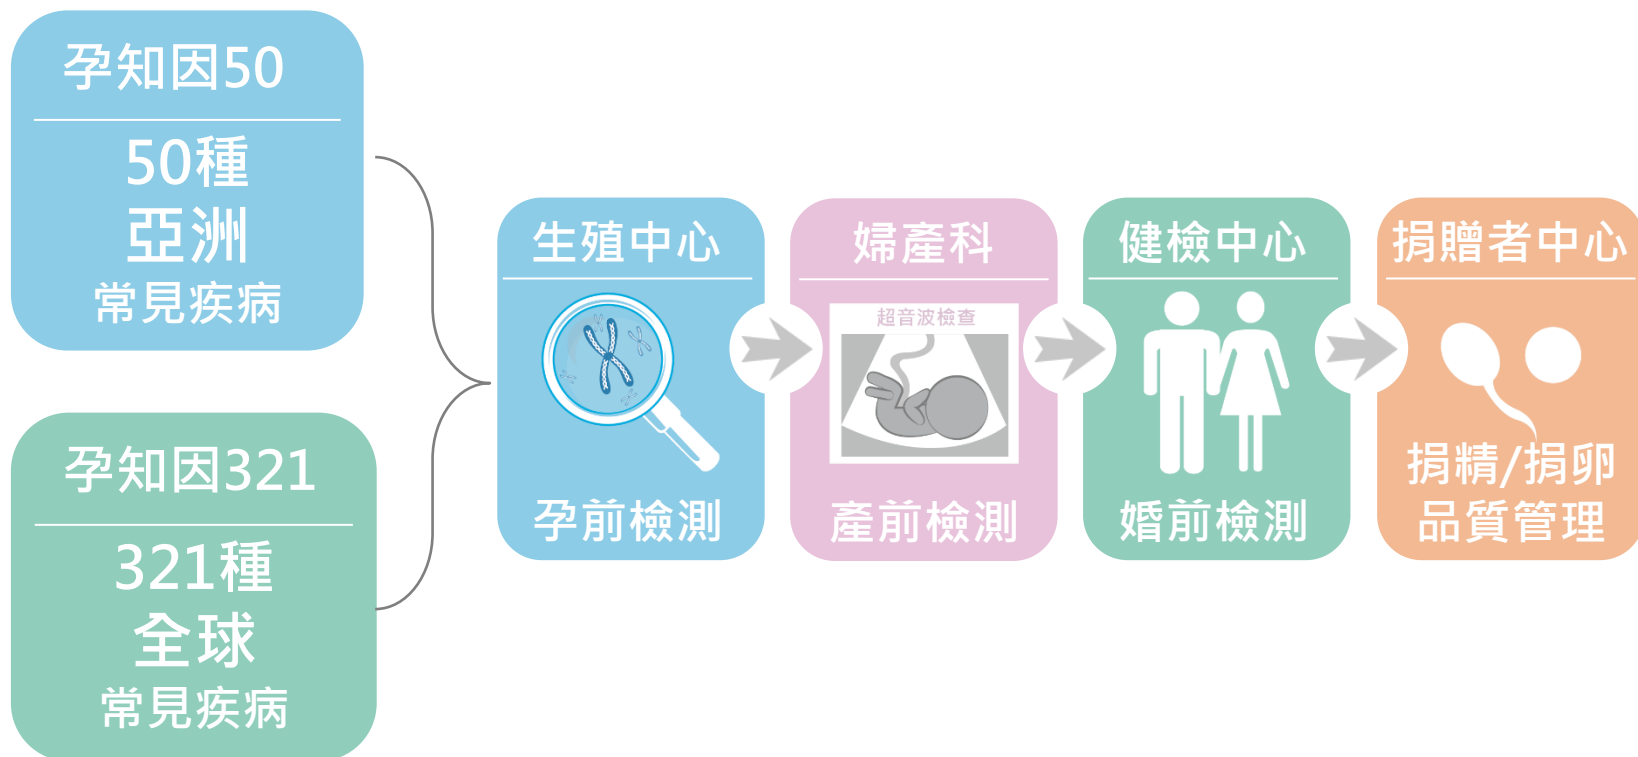 孕知因50
50種
亞洲
常見疾病
孕知因321
321種
全球
常見疾病
生殖中心
孕前檢測
婦產科
超音波檢查
產前檢測
健檢中心
婚前檢測
捐贈者中心
捐精/捐卵
品質管理